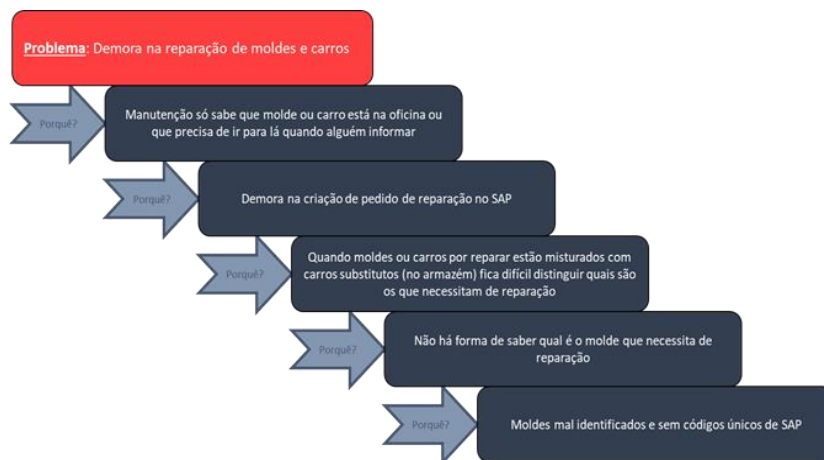 Problema: Demora na reparação de moldes e carros
Porquê?
Manutenção só sabe que molde ou carro está na oficina ou
que precisa de ir para lá quando alguém informar
Porquê?
Demora na criação de pedido de reparação no SAP
Porquê?
Quando moldes ou carros por reparar estão misturados com
carros substitutos (no armazém) fica difícil distinguir quais são
os que necessitam de reparação
Porquê?
Não há forma de saber qual é o molde que necessita de
reparação
Porquê?
Moldes mal identificados e sem códigos únicos de SAP